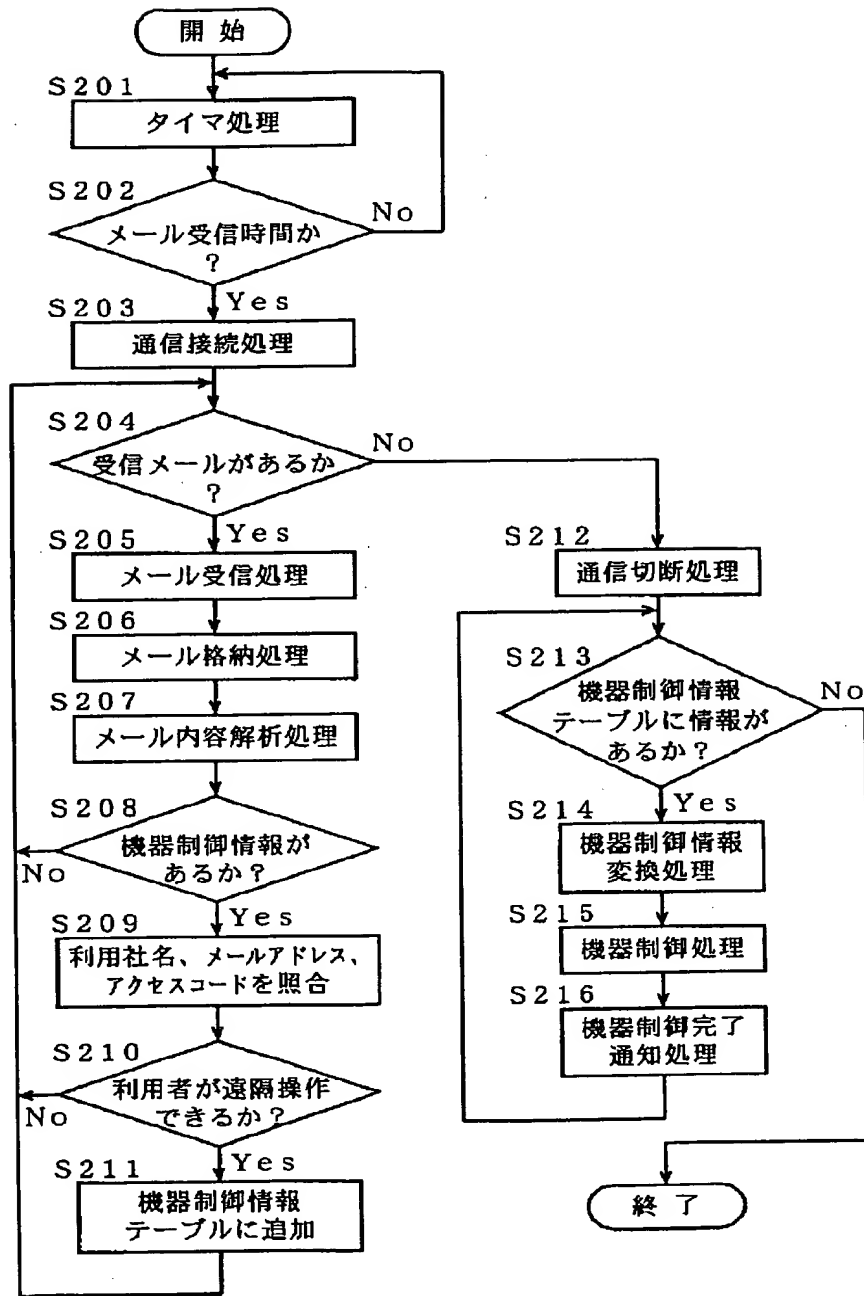 開始
S201
タイマ処理
S202
メール受信時間か
?
No
Yes
S203
通信接続処理
S204
受信メールがあるか
?
No
Yes
S205
メール受信処理
S206
メール格納処理
S207
メール内容解析処理
S208
機器制御情報が
あるか?
No
Yes
S209
利用社名、メールアドレス、
アクセスコードを照合
S210
利用者が遠隔操作
できるか?
No
Yes
S211
機器制御情報
テーブルに追加
S212
通信切断処理
S213
機器制御情報
テーブルに情報が
あるか?
No
Yes
S214
機器制御情報
変換処理
S215
機器制御処理
S216
機器制御完了
通知処理
終了